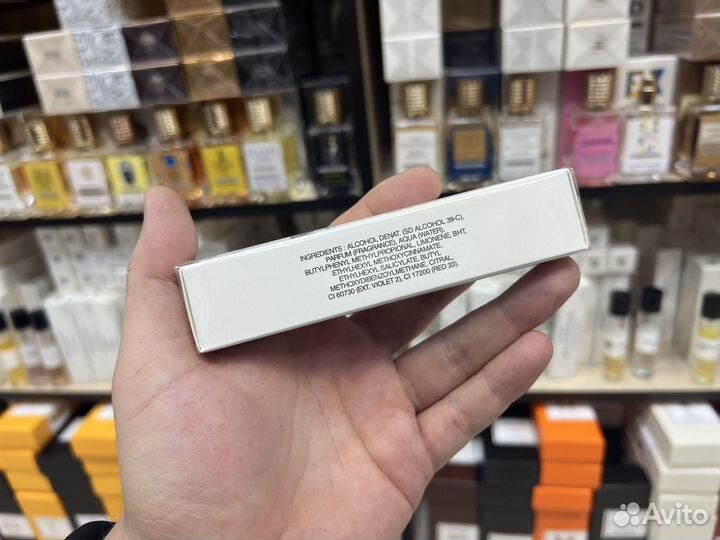 INGREDIENTS : ALCOHOL DENAT. (SD ALCOHOL 39-C),
PARFUM (FRAGRANCE), AQUA (WATER),
BUTYLPHENYL METHYLPROPIONAL, LIMONENE, BHT,
ETHYLHEXYL METHOXYCINNAMATE,
ETHYLHEXYL SALICYLATE, BUTYL
METHOXYDIBENZOYLMETHANE, CITRAL,
CI 60730 (EXT. VIOLET 2), CI 17200 (RED 33).
CHANEL
Avito